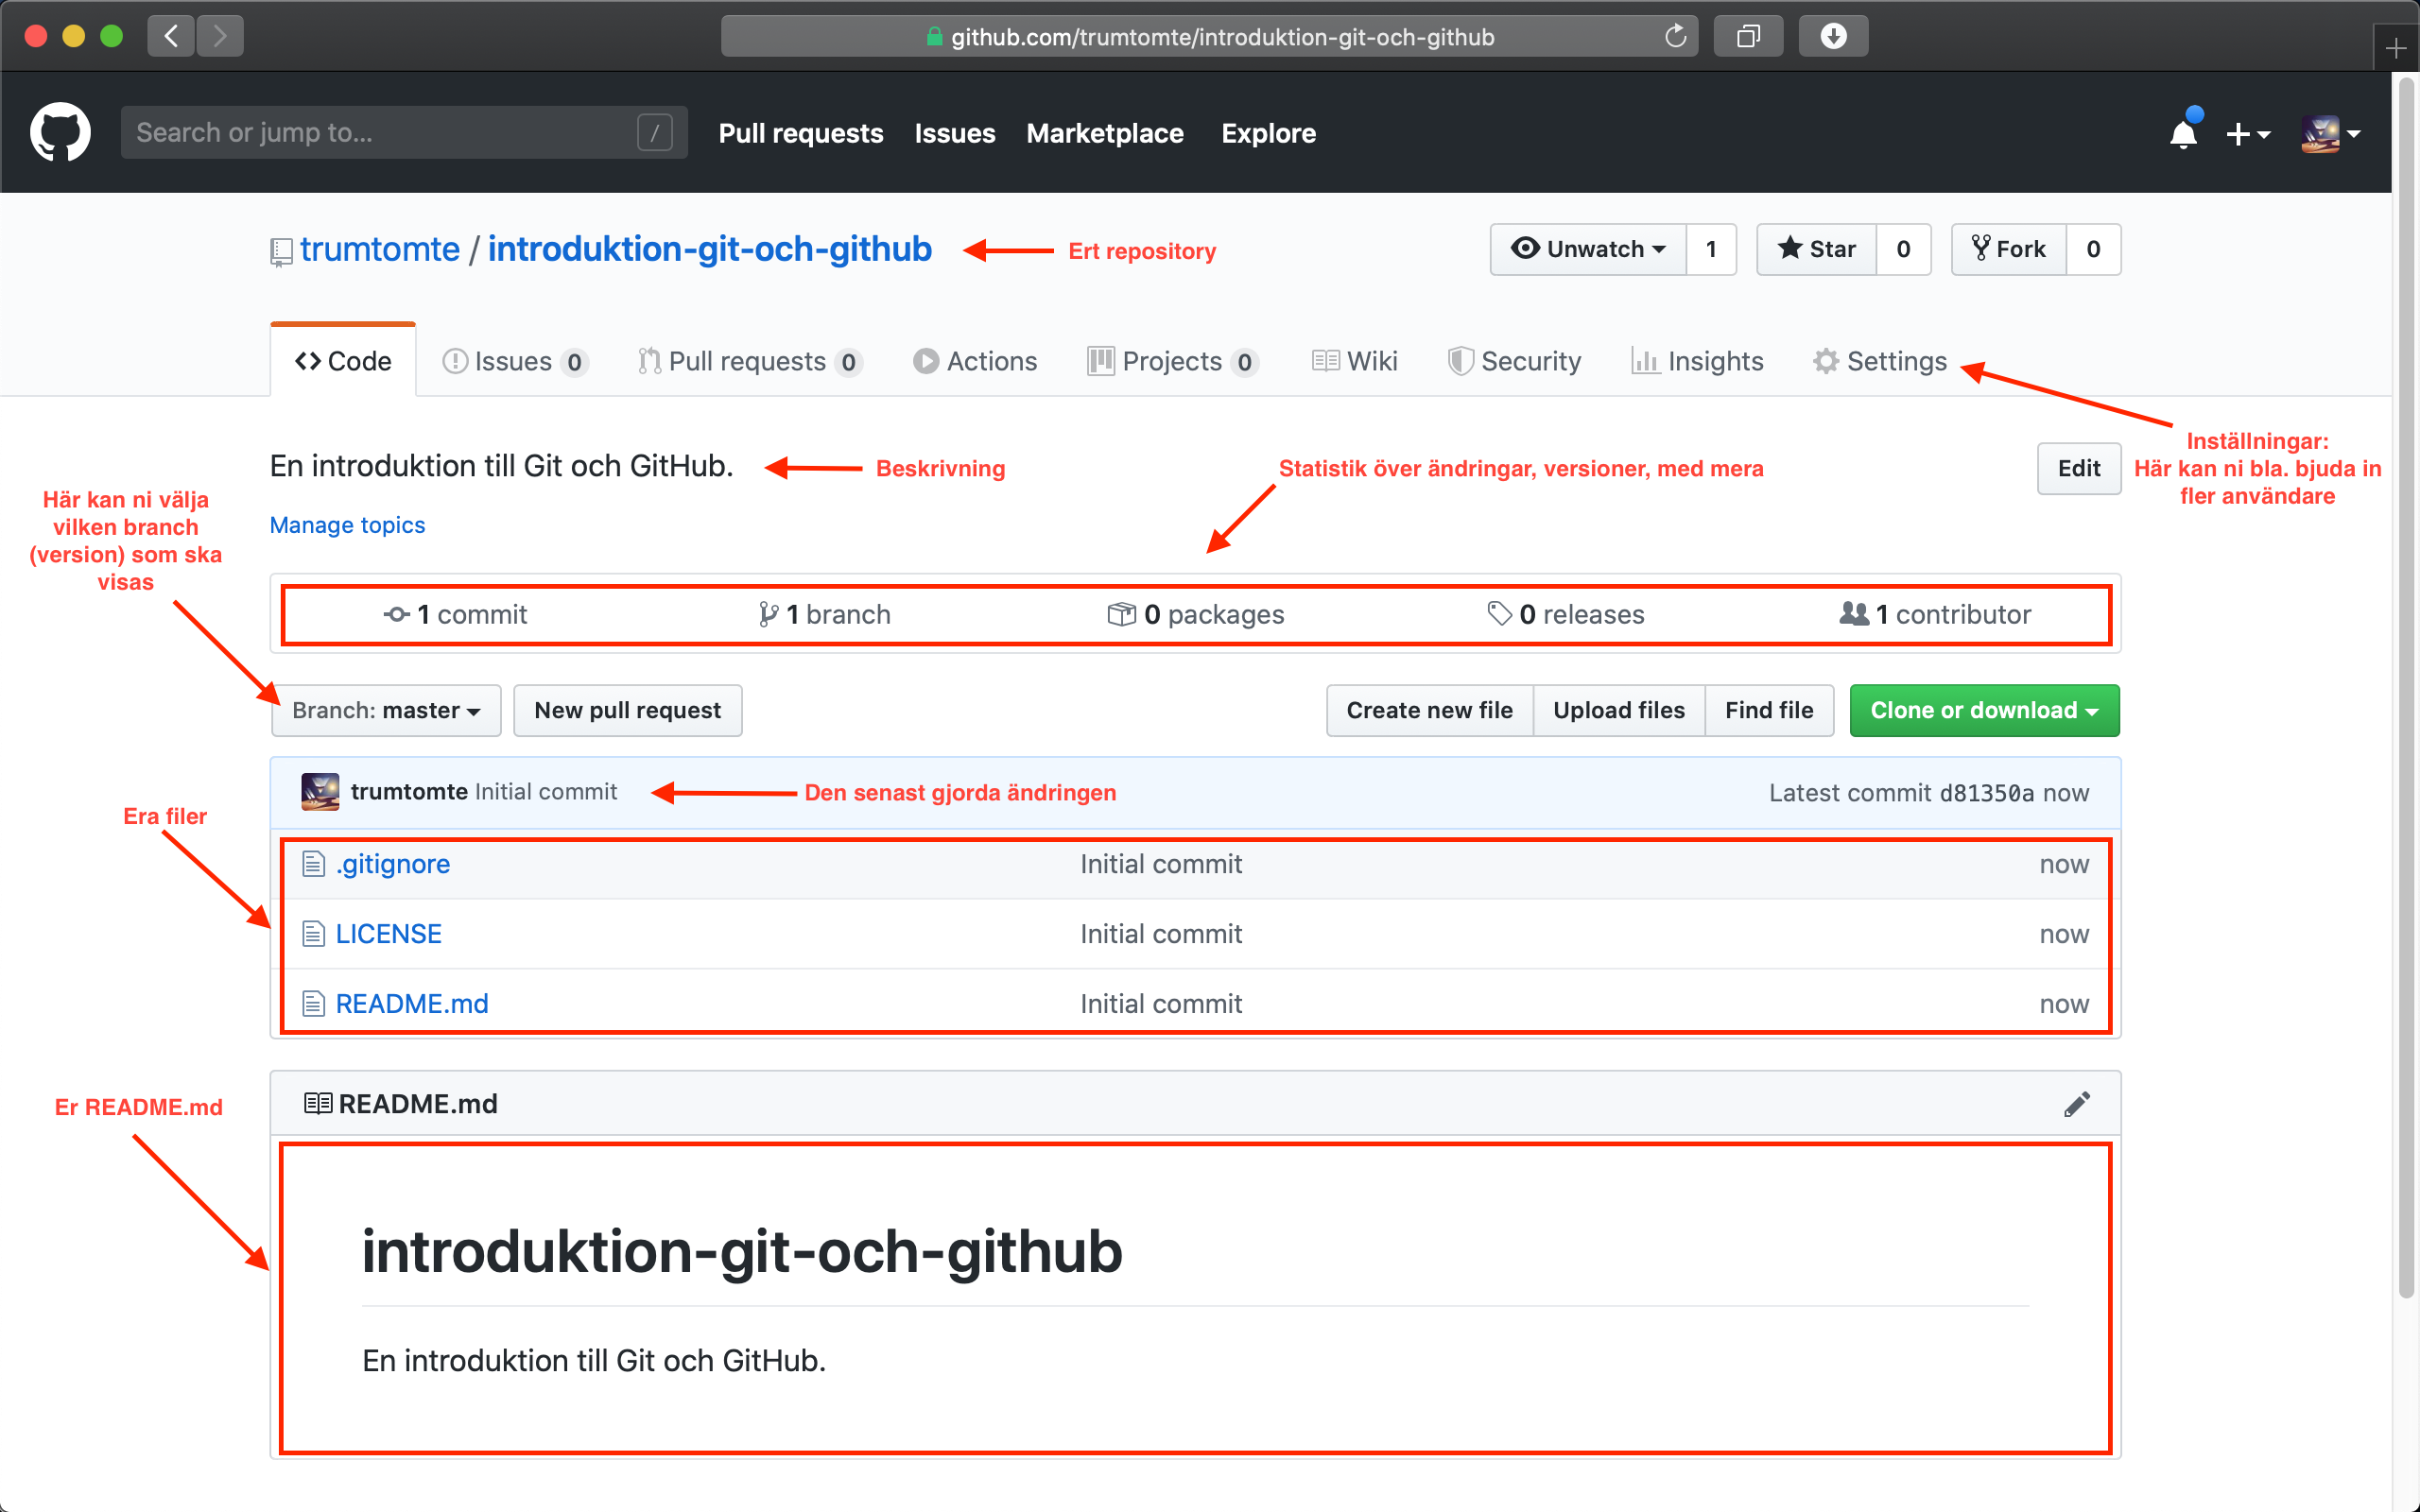 github.com/trumtomte/introduktion-git-och-github
Search or jump to... /
Pull requests Issues Marketplace Explore
trumtomte / introduktion-git-och-github
Ert repository
Unwatch 1 Star 0 Fork 0
Code Issues 0 Pull requests 0 Actions Projects 0 Wiki Security Insights Settings
Inställningar:
Här kan ni bla. bjuda in
fler användare
En introduktion till Git och GitHub.
Beskrivning
Statistik över ändringar, versioner, med mera
Edit
Manage topics
Här kan ni välja
vilken branch
(version) som ska
visas
1 commit 1 branch 0 packages 0 releases 1 contributor
Branch: master New pull request Create new file Upload files Find file Clone or download
trumtomte Initial commit
Den senast gjorda ändringen
Latest commit d81350a now
Era filer
.gitignore Initial commit now
LICENSE Initial commit now
README.md Initial commit now
Er README.md
README.md
introduktion-git-och-github
En introduktion till Git och GitHub.